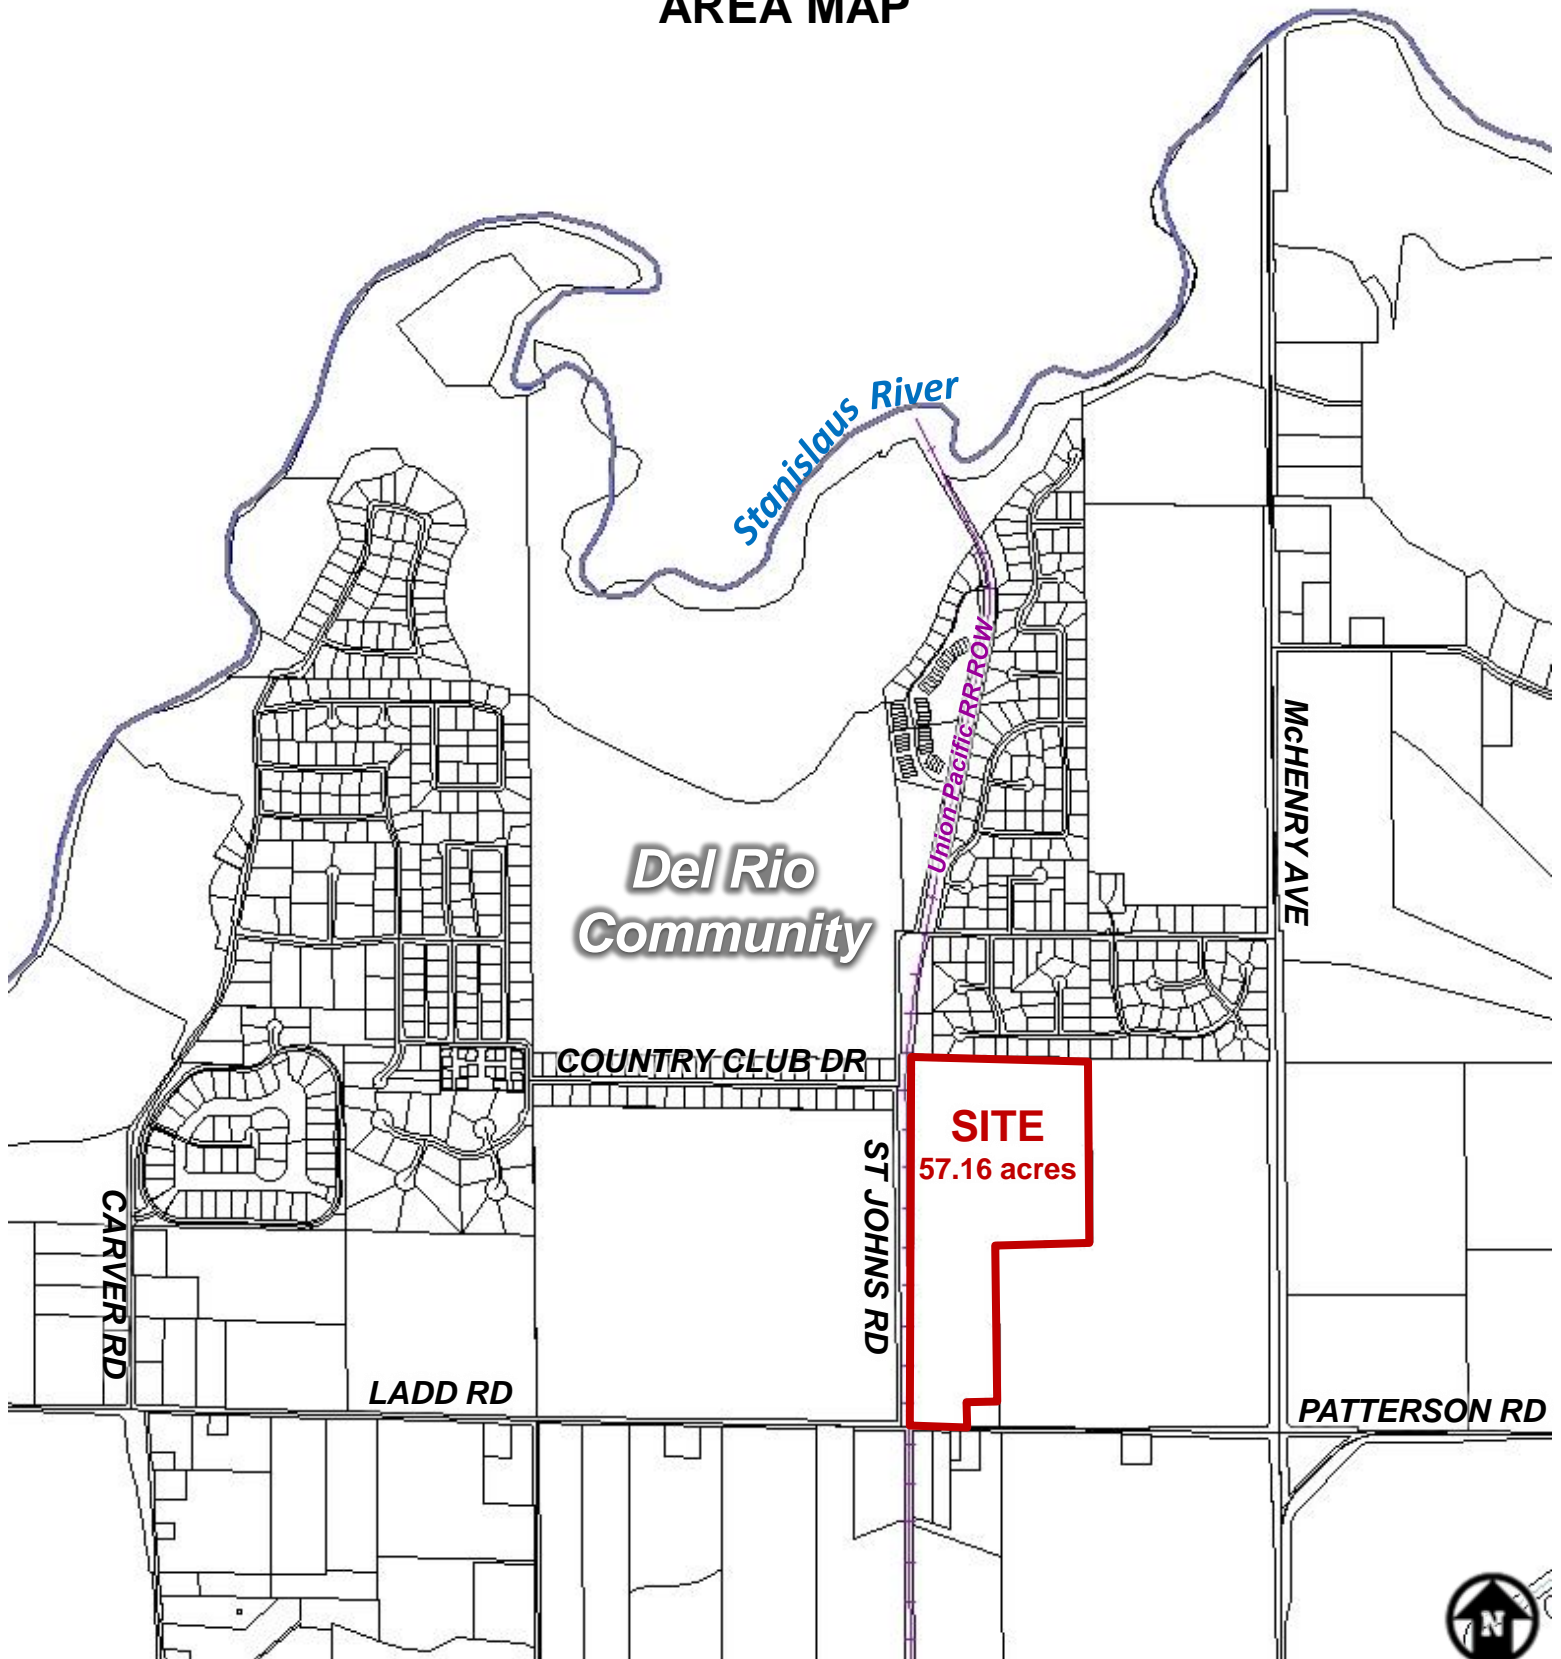 AREA MAP
Stanislaus River
Union Pacific RR ROW
McHENRY AVE
Del Rio
Community
COUNTRY CLUB DR
SITE
57.16 acres
ST JOHNS RD
CARVER RD
LADD RD
PATTERSON RD
N